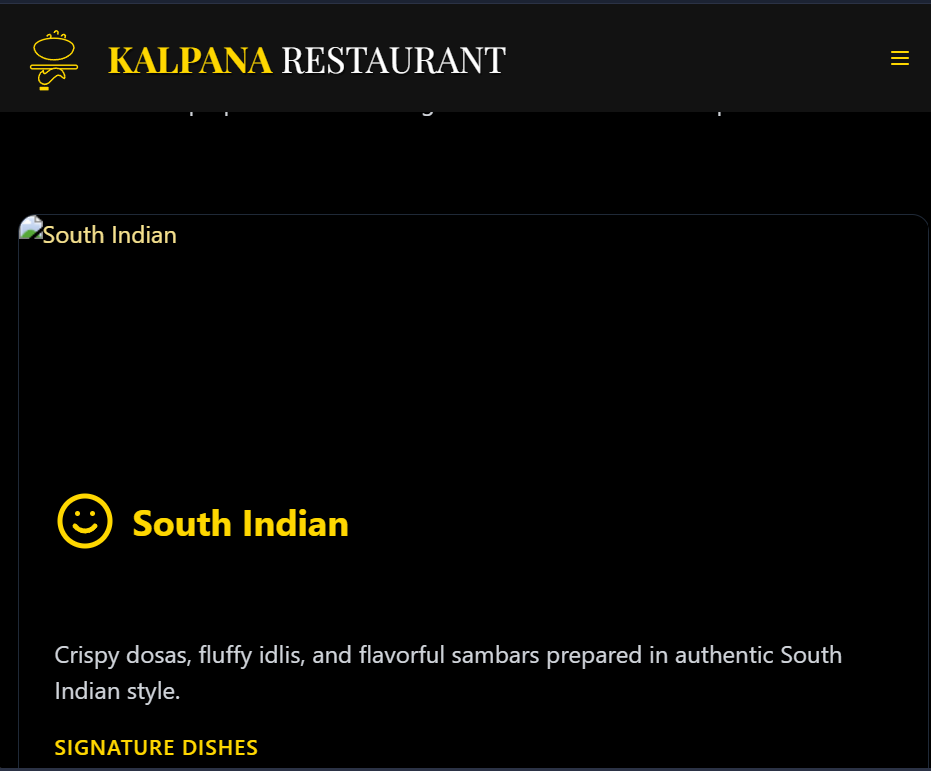 KALPANA RESTAURANT
South Indian
South Indian
Crispy dosas, fluffy idlis, and flavorful sambars prepared in authentic South
Indian style.
SIGNATURE DISHES